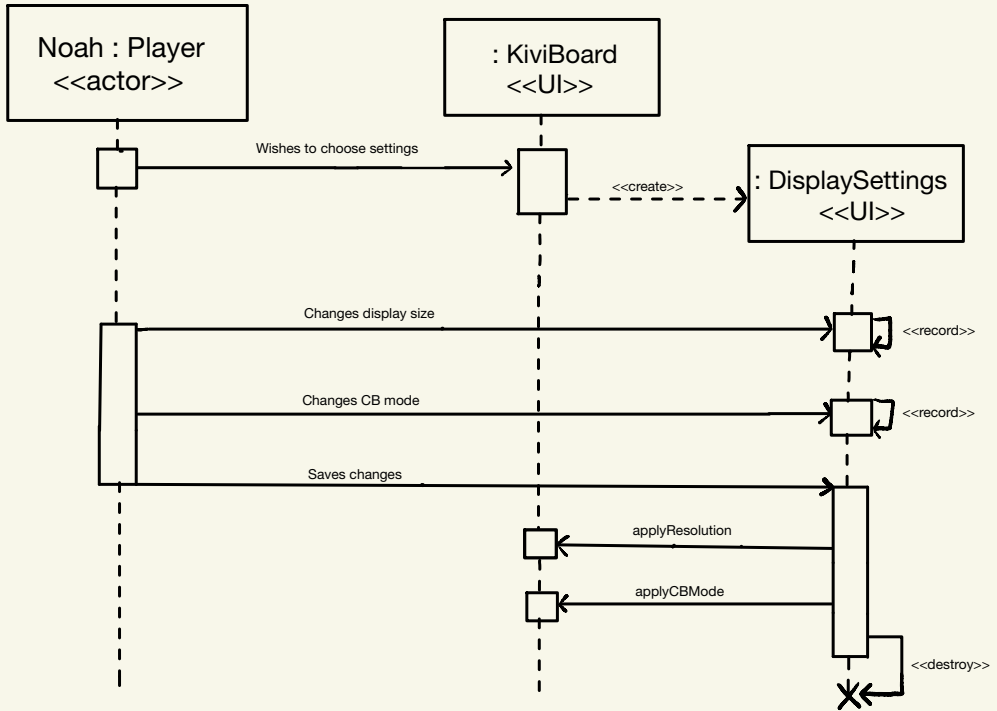 Noah : Player
<<actor>>
: KiviBoard
<<UI>>
Wishes to choose settings
<<create>>
: DisplaySettings
<<UI>>
Changes display size
<<record>>
Changes CB mode
<<record>>
Saves changes
applyResolution
applyCBMode
<<destroy>>